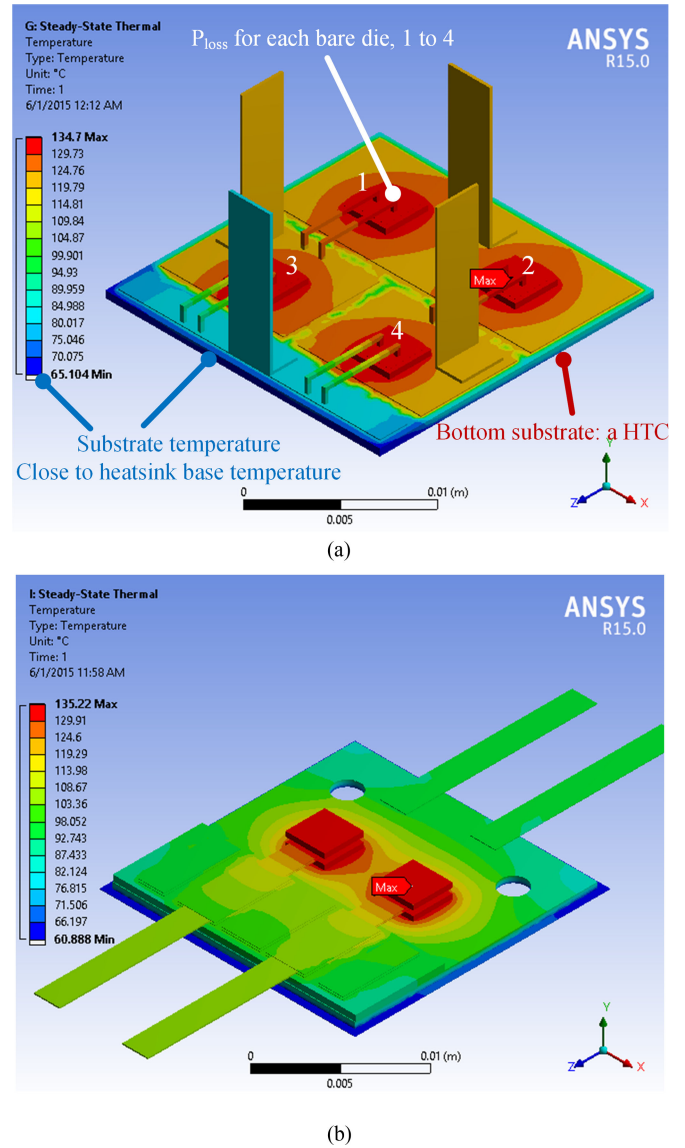 G: Steady-State Thermal
Temperature
Type: Temperature
Unit: °C
Time: 1
6/1/2015 12:12 AM
P_loss for each bare die, 1 to 4
ANSYS
R15.0
134.7 Max
129.73
124.76
119.79
114.81
109.84
104.87
99.901
94.93
89.959
84.988
80.017
75.046
70.075
65.104 Min
1
2
3
4
Max
Substrate temperature
Close to heatsink base temperature
Bottom substrate: a HTC
0
0.01 (m)
0.005
Y
Z
X
(a)
I: Steady-State Thermal
Temperature
Type: Temperature
Unit: °C
Time: 1
6/1/2015 11:58 AM
ANSYS
R15.0
135.22 Max
129.91
124.6
119.29
113.98
108.67
103.36
98.052
92.743
87.433
82.124
76.815
71.506
66.197
60.888 Min
Max
0
0.01 (m)
0.005
Y
Z
X
(b)